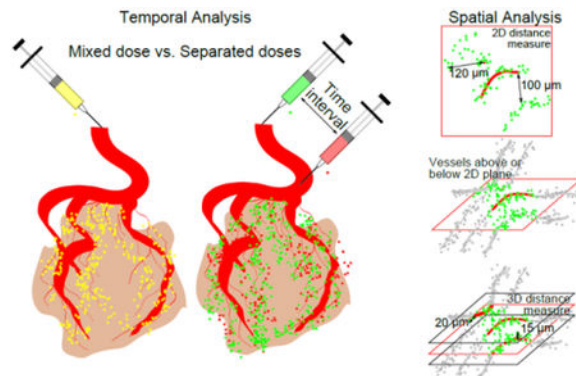 Temporal Analysis
Mixed dose vs. Separated doses
Time
interval
Spatial Analysis
2D distance
measure
120 µm
100 µm
Vessels above or
below 2D plane
3D distance
measure
20 µm
15 µm